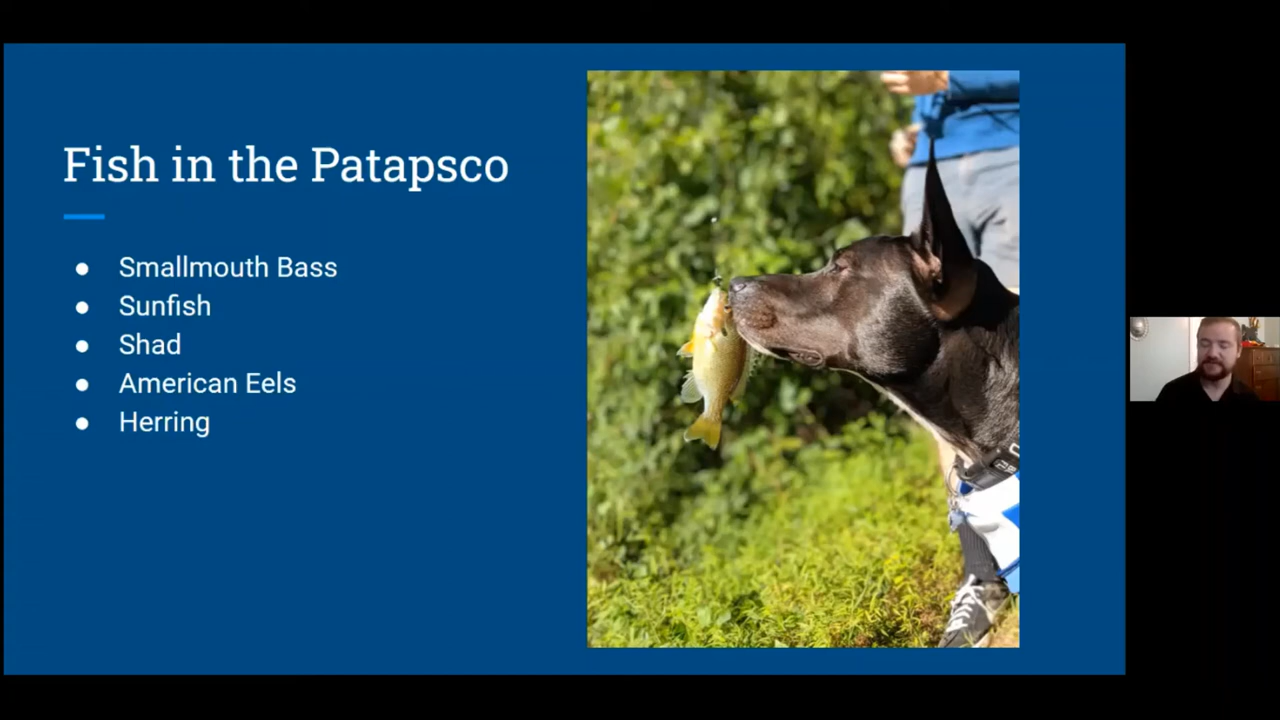 Fish in the Patapsco
● Smallmouth Bass
● Sunfish
● Shad
● American Eels
● Herring